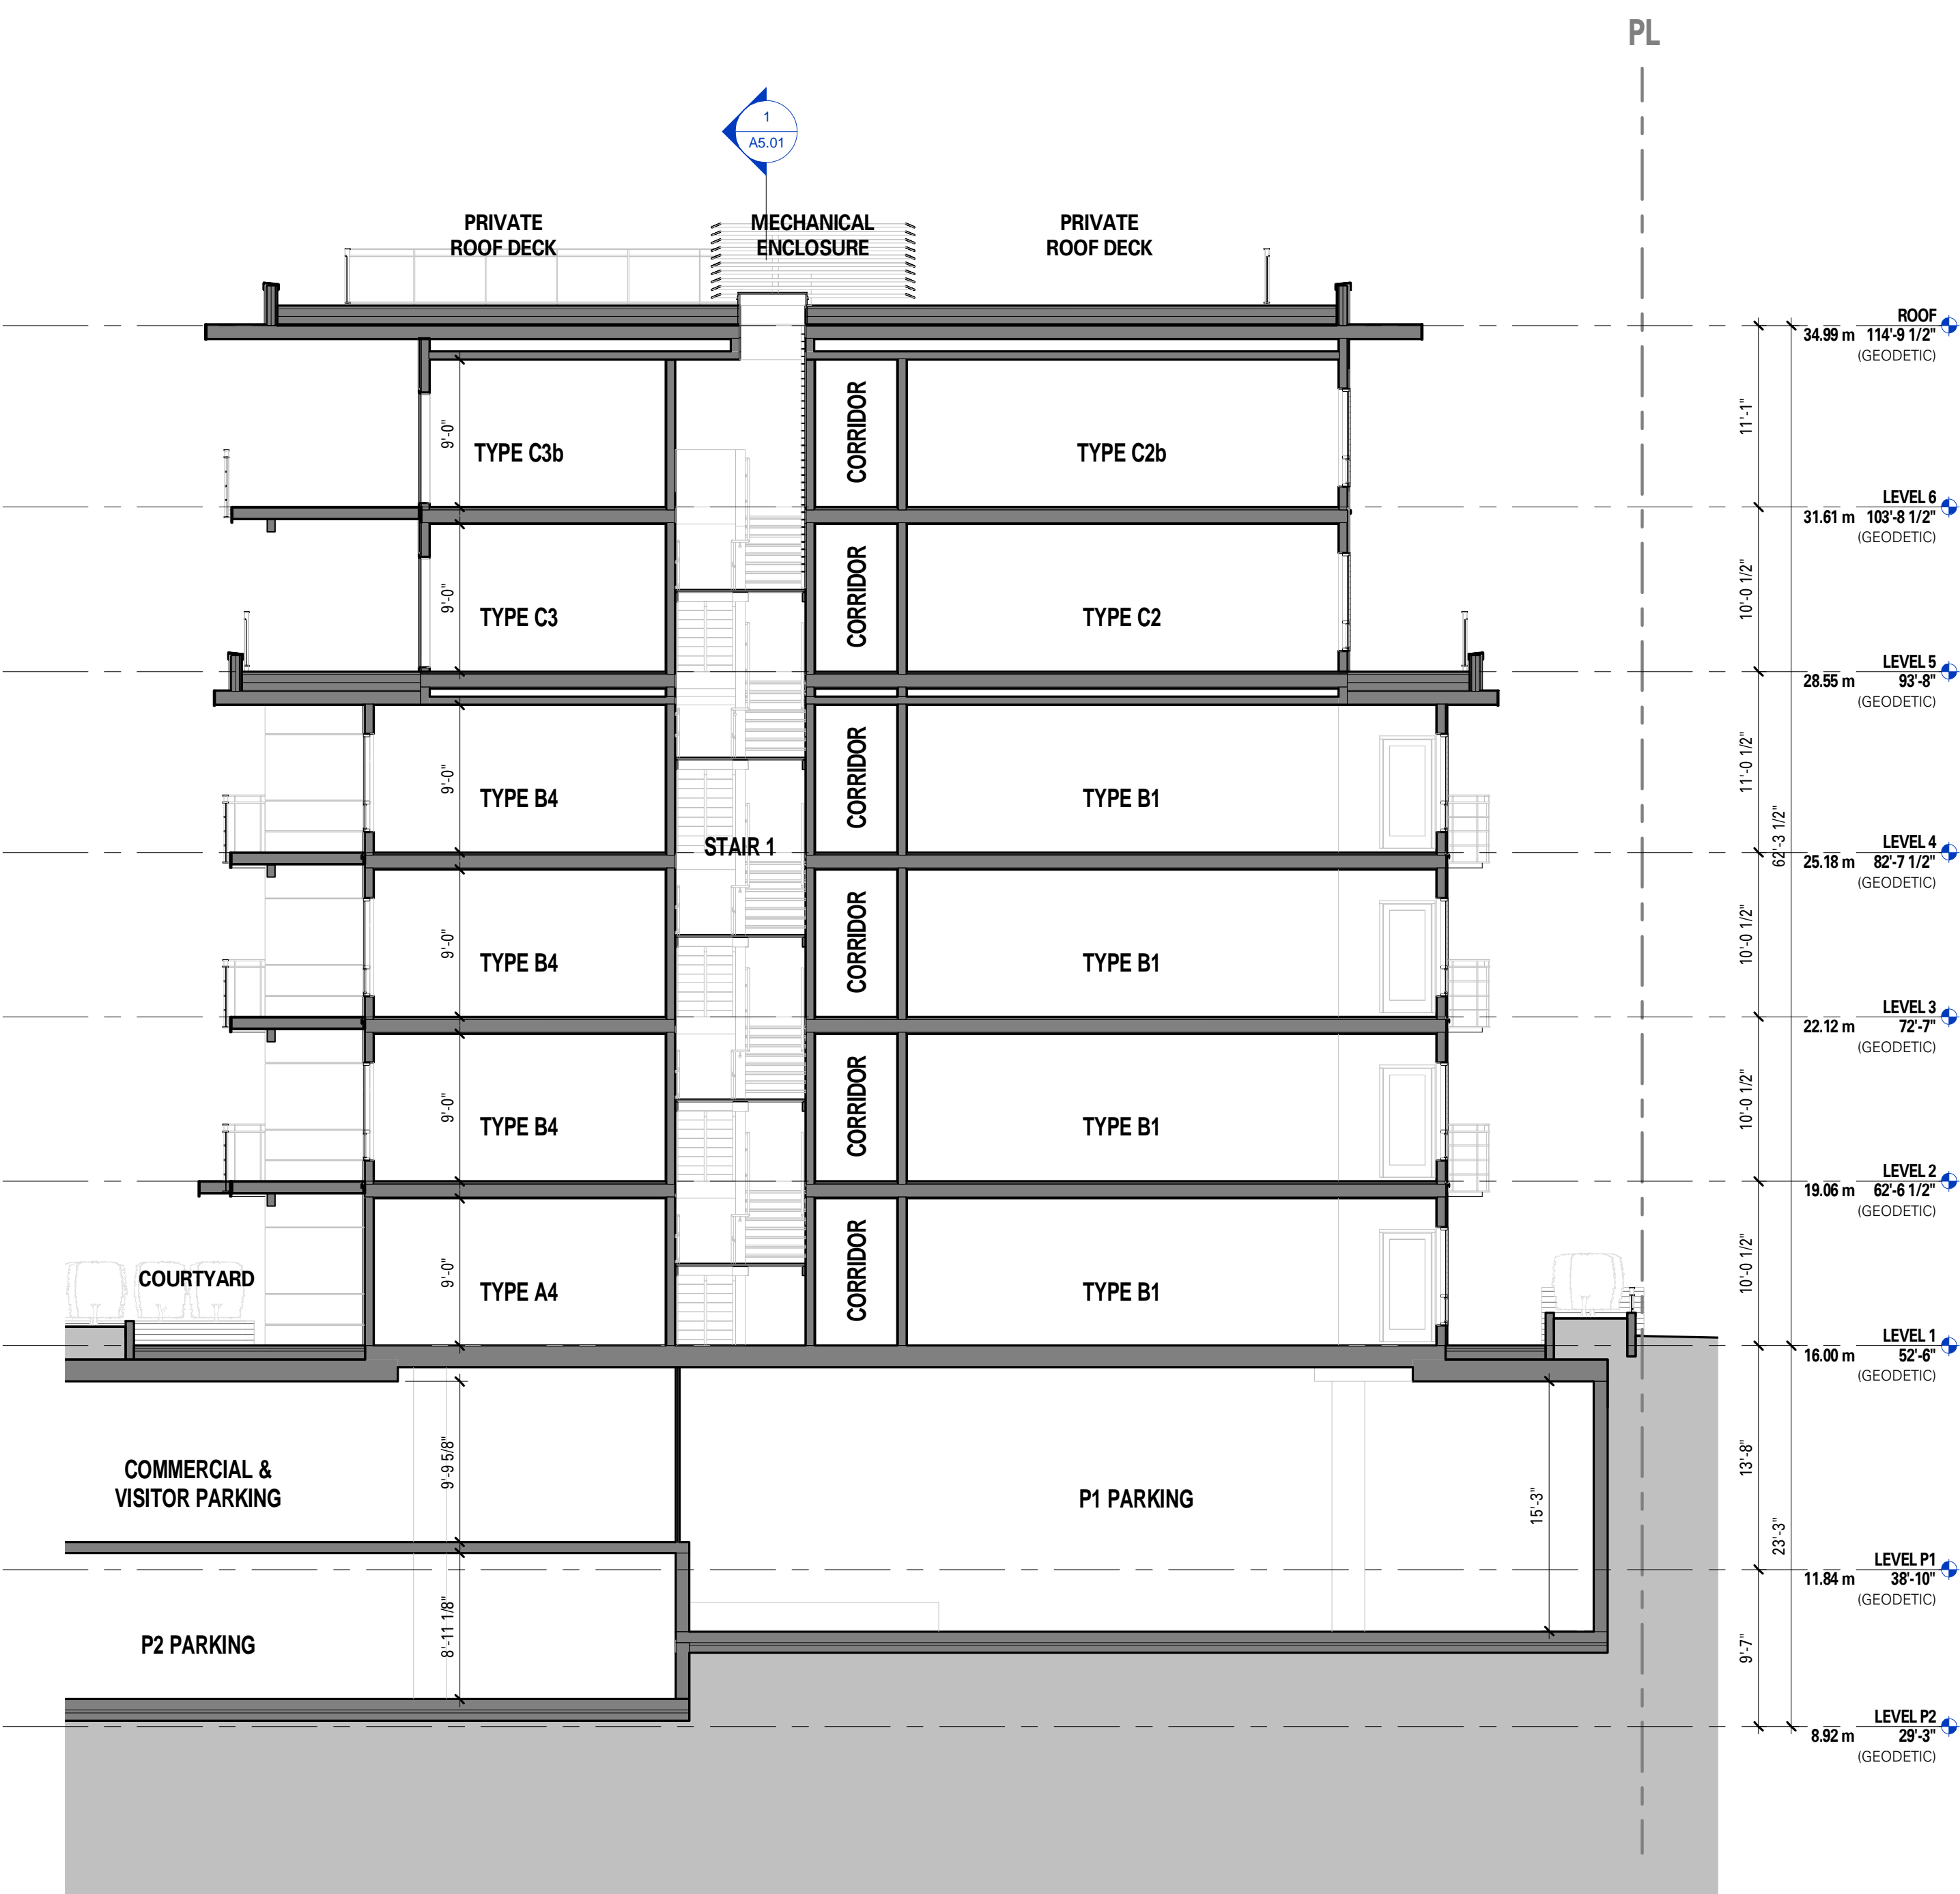 PL
1
A5.01
PRIVATE
ROOF DECK
MECHANICAL
ENCLOSURE
PRIVATE
ROOF DECK
ROOF
34.99 m 114'-9 1/2"
(GEODETIC)
9'-0"
TYPE C3b
CORRIDOR
TYPE C2b
11'-1"
LEVEL 6
31.61 m 103'-8 1/2"
(GEODETIC)
9'-0"
TYPE C3
CORRIDOR
TYPE C2
10'-0 1/2"
LEVEL 5
28.55 m 93'-8"
(GEODETIC)
9'-0"
TYPE B4
CORRIDOR
TYPE B1
11'-0 1/2"
62'-3 1/2"
STAIR 1
LEVEL 4
25.18 m 82'-7 1/2"
(GEODETIC)
9'-0"
TYPE B4
CORRIDOR
TYPE B1
10'-0 1/2"
LEVEL 3
22.12 m 72'-7"
(GEODETIC)
9'-0"
TYPE B4
CORRIDOR
TYPE B1
10'-0 1/2"
LEVEL 2
19.06 m 62'-6 1/2"
(GEODETIC)
COURTYARD
9'-0"
TYPE A4
CORRIDOR
TYPE B1
10'-0 1/2"
LEVEL 1
16.00 m 52'-6"
(GEODETIC)
COMMERCIAL &
VISITOR PARKING
9'-9 5/8"
P1 PARKING
15'-3"
13'-8"
23'-3"
LEVEL P1
11.84 m 38'-10"
(GEODETIC)
P2 PARKING
8'-11 1/8"
9'-7"
LEVEL P2
8.92 m 29'-3"
(GEODETIC)